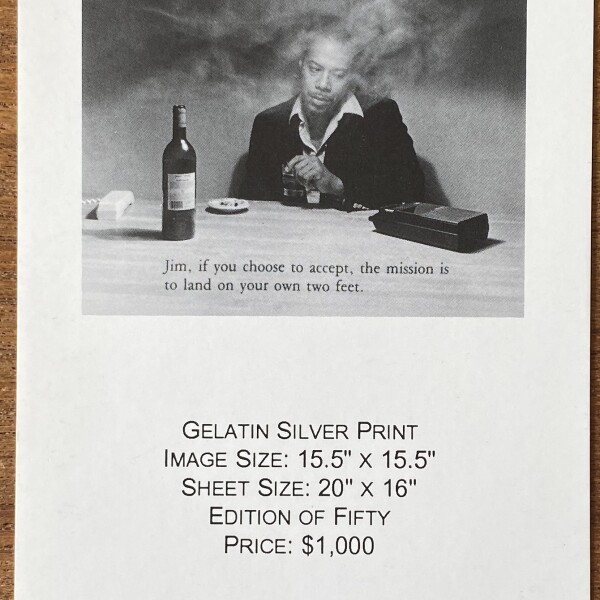 Jim, if you choose to accept, the mission is
to land on your own two feet.
GELATIN SILVER PRINT
IMAGE SIZE: 15.5" X 15.5"
SHEET SIZE: 20" X 16"
EDITION OF FIFTY
PRICE: $1,000